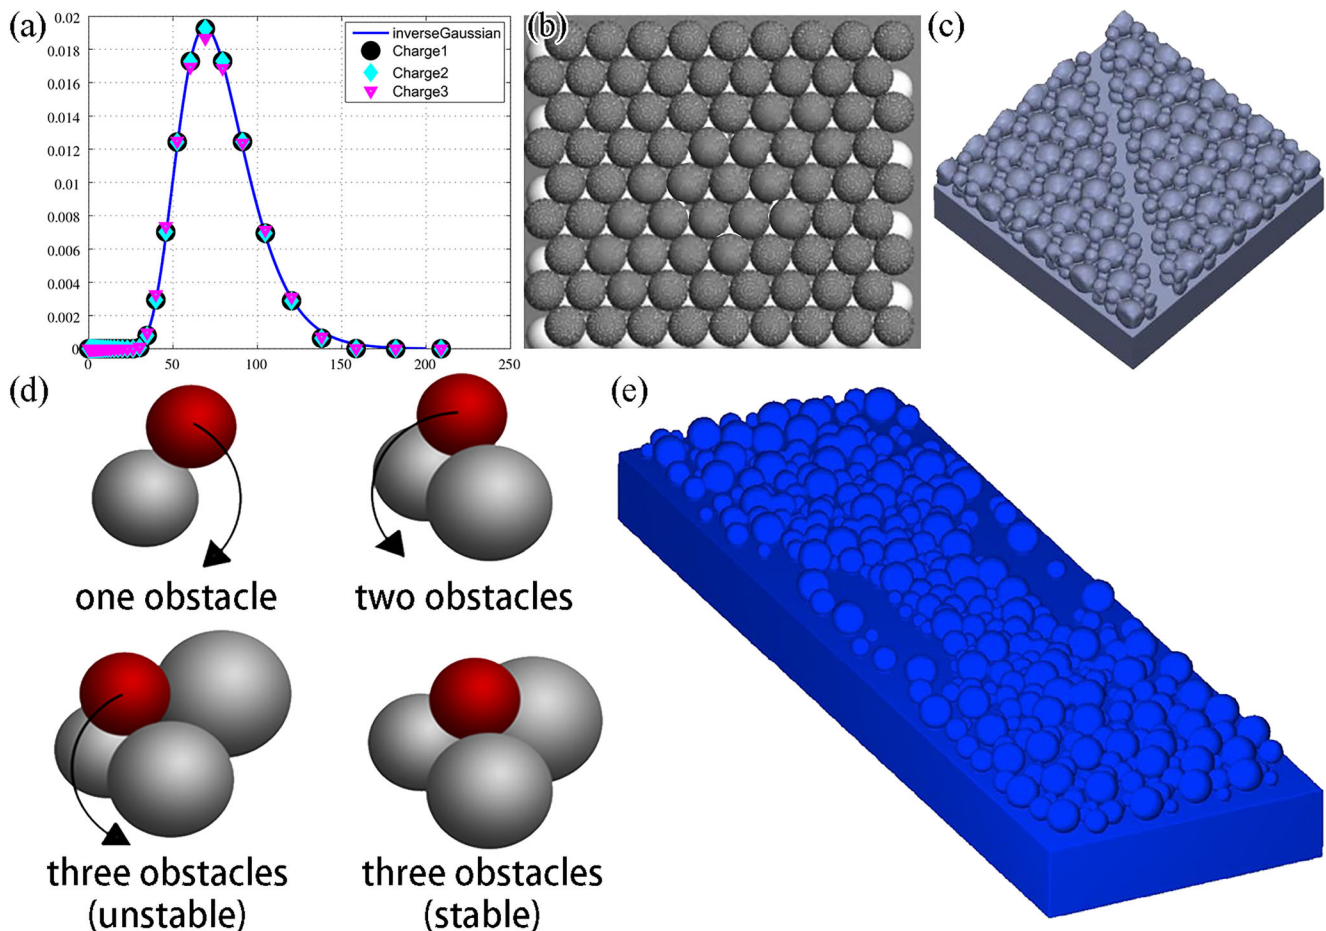 (a)
0.02
0.018
0.016
0.014
0.012
0.01
0.008
0.006
0.004
0.002
0
0
50
100
150
200
250
inverseGaussian
Charge1
Charge2
Charge3
(b)
(c)
(d)
one obstacle
two obstacles
three obstacles
(unstable)
three obstacles
(stable)
(e)